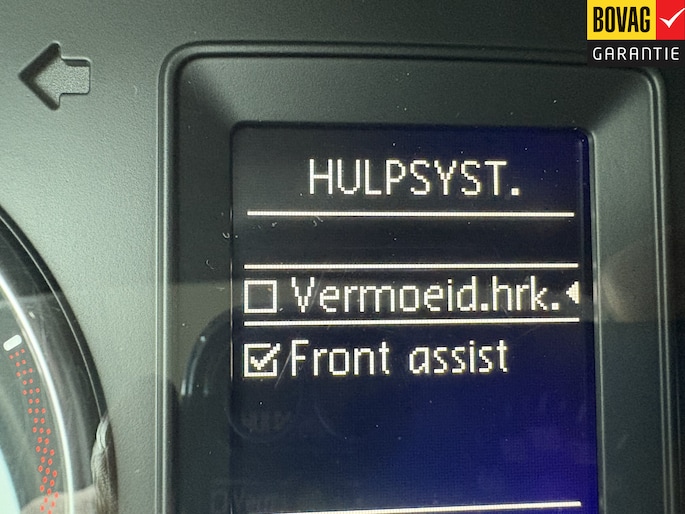 BOVAG
GARANTIE
HULPSYST.
Vermoeid.hrk.
Front assist